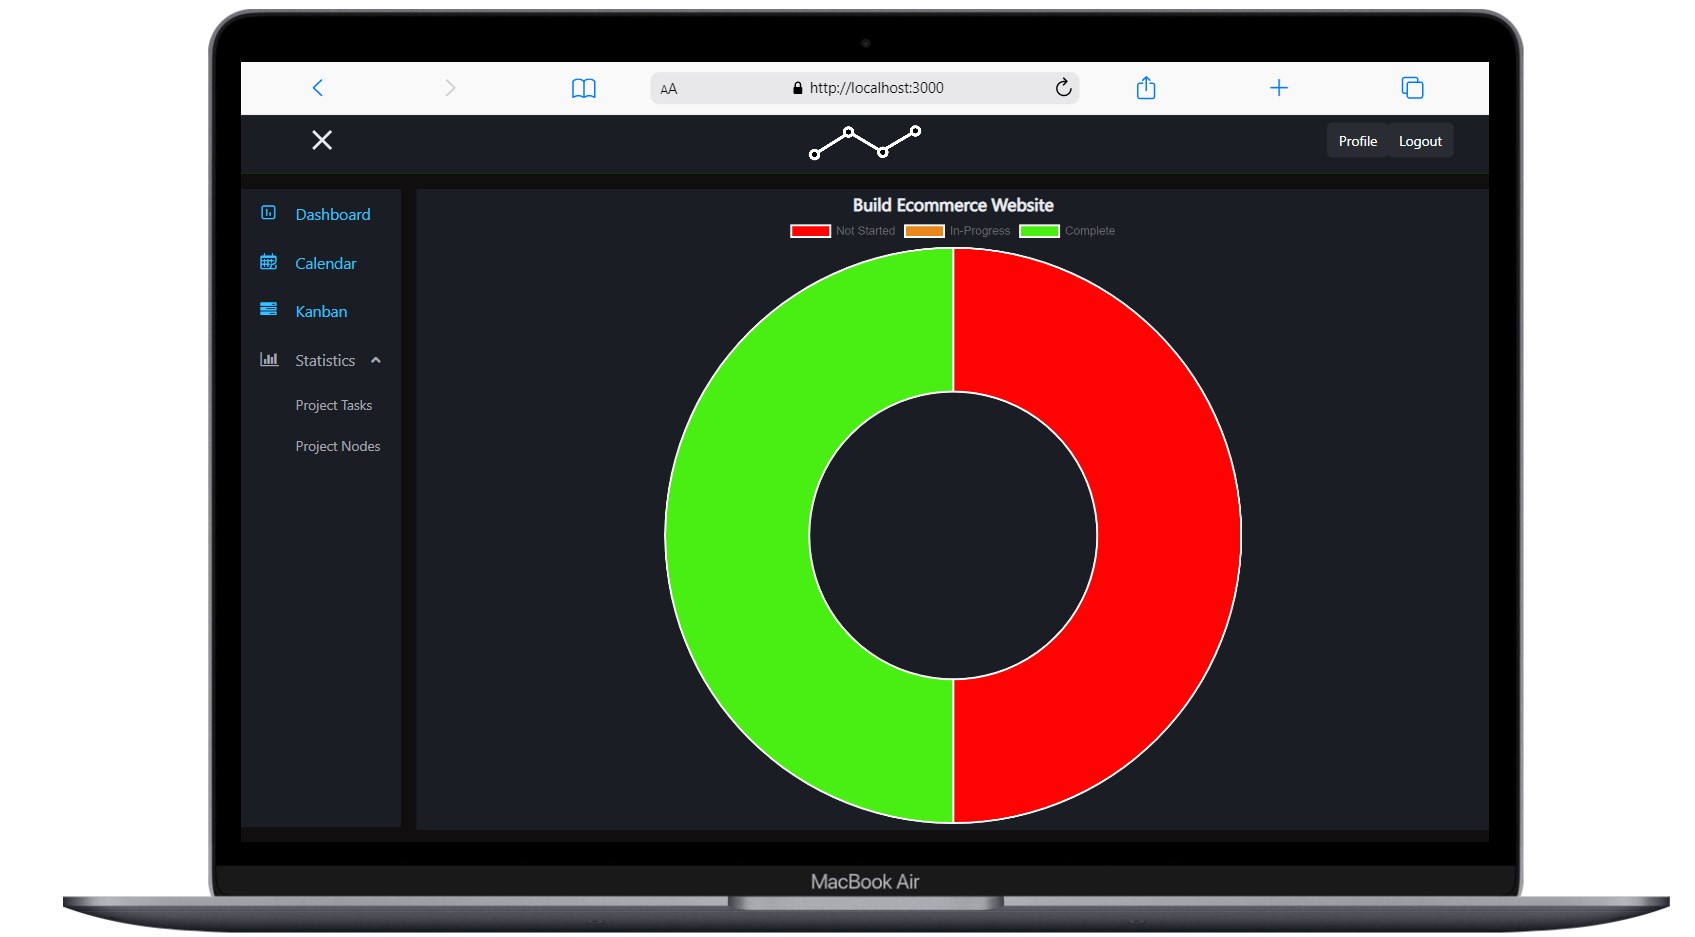 AA http://localhost:3000
Profile Logout
Dashboard
Calendar
Kanban
Statistics
Project Tasks
Project Nodes
Build Ecommerce Website
Not Started In-Progress Complete
MacBook Air